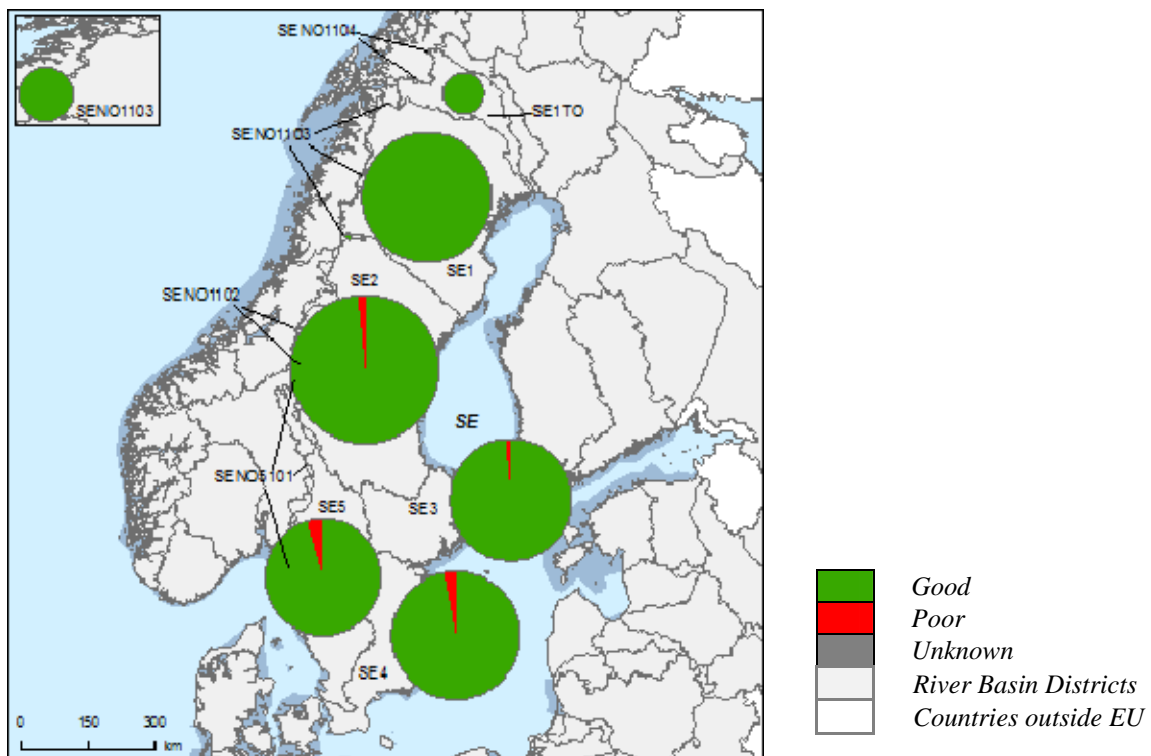 SENO1104
SENO1103
SE1TO
SENO1103
SE1
SE2
SENO1102
SE
SENO5101
SE5
SE3
SE4
0 150 300
km
Good
Poor
Unknown
River Basin Districts
Countries outside EU